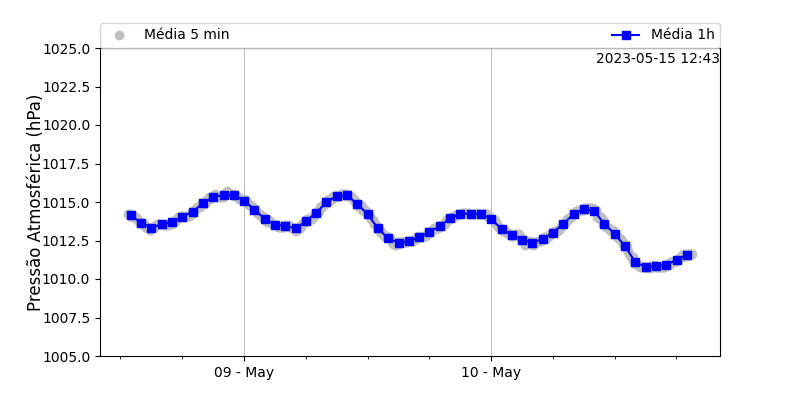 Média 5 min
Média 1h
2023-05-15 12:43
Pressão Atmosférica (hPa)
1025.0
1022.5
1020.0
1017.5
1015.0
1012.5
1010.0
1007.5
1005.0
09 - May
10 - May